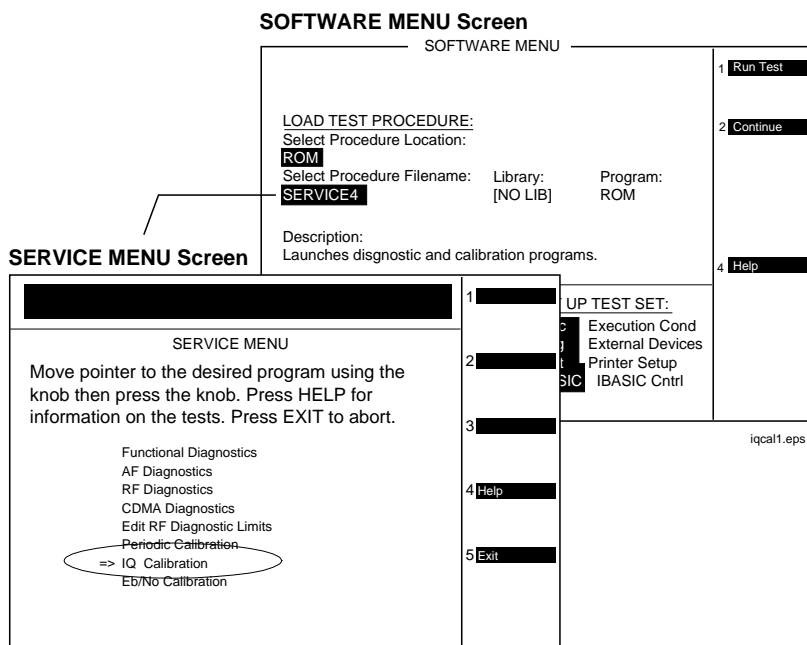 SOFTWARE MENU Screen
SOFTWARE MENU
1 Run Test
2 Continue
4 Help
LOAD TEST PROCEDURE:
Select Procedure Location:
ROM
Select Procedure Filename: Library: Program:
SERVICE4 [NO LIB] ROM
Description:
Launches disgnostic and calibration programs.
UP TEST SET:
c Execution Cond
g External Devices
t Printer Setup
SIC IBASIC Cntrl
SERVICE MENU Screen
SERVICE MENU
Move pointer to the desired program using the
knob then press the knob. Press HELP for
information on the tests. Press EXIT to abort.
Functional Diagnostics
AF Diagnostics
RF Diagnostics
CDMA Diagnostics
Edit RF Diagnostic Limits
Periodic Calibration
=> IQ Calibration
Eb/No Calibration
1
2
3
4 Help
5 Exit
iqcal1.eps